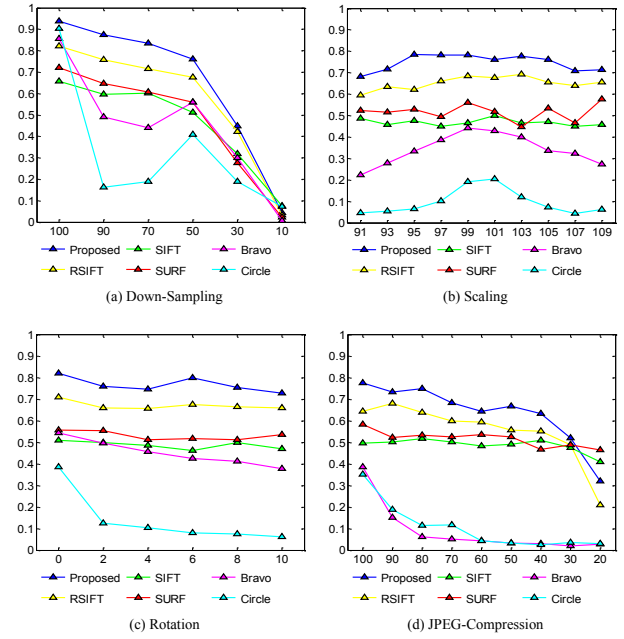 1
0.9
0.8
0.7
0.6
0.5
0.4
0.3
0.2
0.1
0
100 90 70 50 30 10
Proposed SIFT Bravo
RSIFT SURF Circle
(a) Down-Sampling
1
0.9
0.8
0.7
0.6
0.5
0.4
0.3
0.2
0.1
0
91 93 95 97 99 101 103 105 107 109
Proposed SIFT Bravo
RSIFT SURF Circle
(b) Scaling
1
0.9
0.8
0.7
0.6
0.5
0.4
0.3
0.2
0.1
0
0 2 4 6 8 10
Proposed SIFT Bravo
RSIFT SURF Circle
(c) Rotation
1
0.9
0.8
0.7
0.6
0.5
0.4
0.3
0.2
0.1
0
100 90 80 70 60 50 40 30 20
Proposed SIFT Bravo
RSIFT SURF Circle
(d) JPEG-Compression